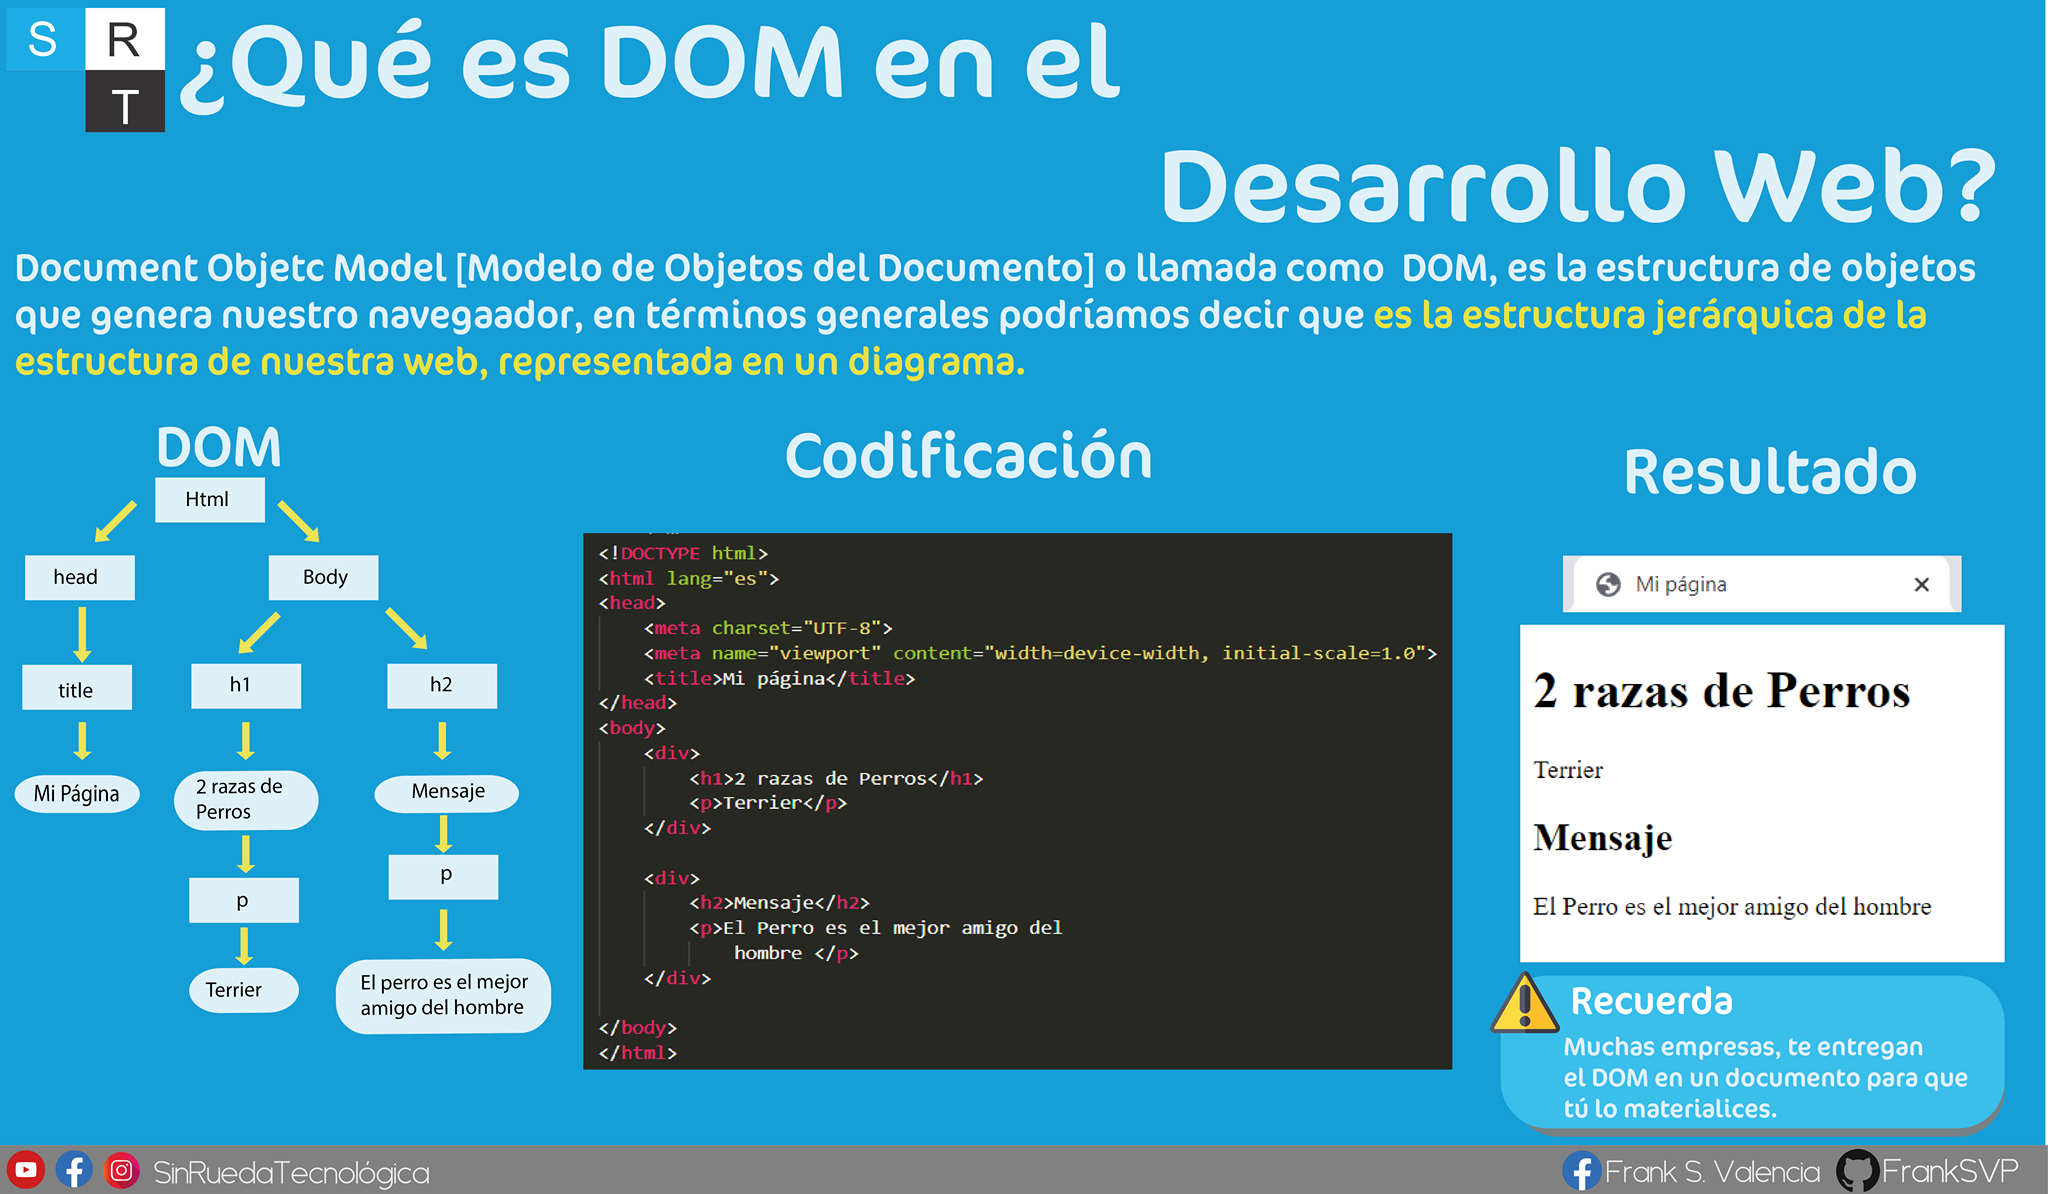 S R
T
¿Qué es DOM en el
Desarrollo Web?
Document Objetc Model [Modelo de Objetos del Documento] o llamada como DOM, es la estructura de objetos
que genera nuestro navegaador, en términos generales podríamos decir que es la estructura jerárquica de la
estructura de nuestra web, representada en un diagrama.
DOM
Html
head
Body
title
h1
h2
Mi Página
2 razas de
Perros
Mensaje
p
p
Terrier
El perro es el mejor
amigo del hombre
Codificación
<!DOCTYPE html>
<html lang="es">
<head>
<meta charset="UTF-8">
<meta name="viewport" content="width=device-width, initial-scale=1.0">
<title>Mi página</title>
</head>
<body>
<div>
<h1>2 razas de Perros</h1>
<p>Terrier</p>
</div>
<div>
<h2>Mensaje</h2>
<p>El Perro es el mejor amigo del
hombre </p>
</div>
</body>
</html>
Resultado
Mi página
2 razas de Perros
Terrier
Mensaje
El Perro es el mejor amigo del hombre
Recuerda
Muchas empresas, te entregan
el DOM en un documento para que
tú lo materialices.
SinRuedaTecnológica
Frank S. Valencia
FrankSVP